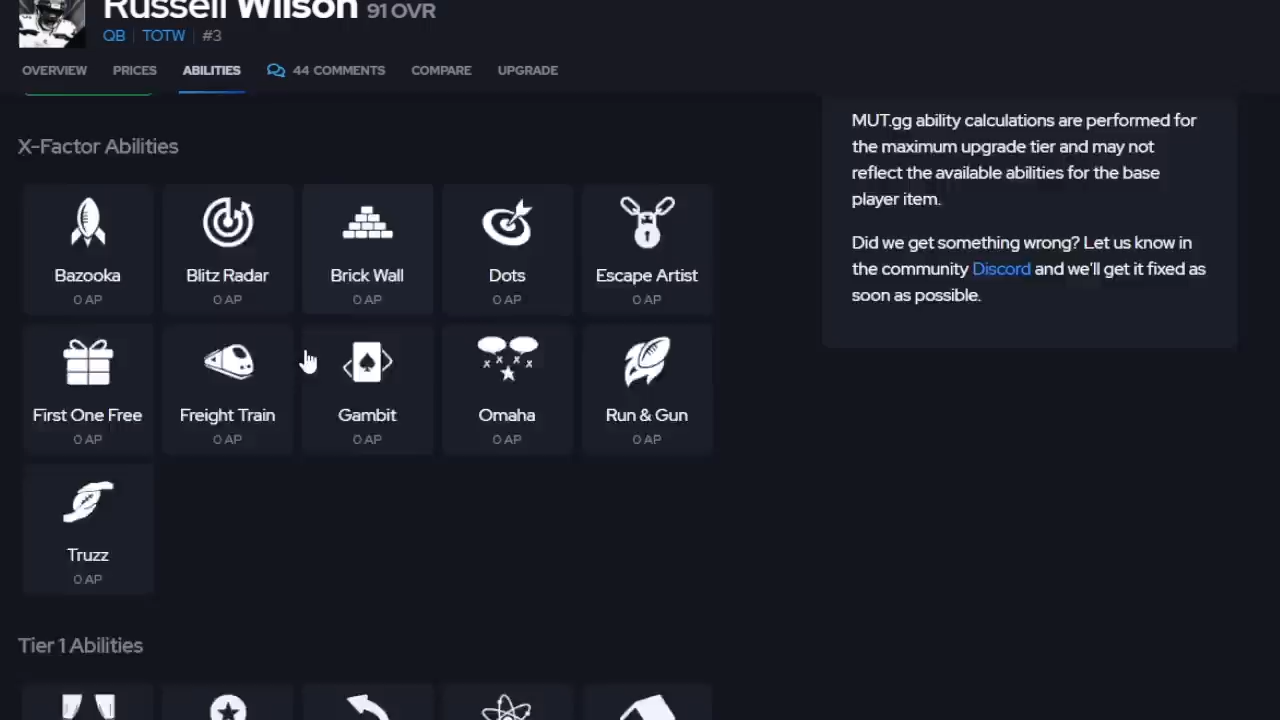 Russell Wilson 91 OVR
QB TOTW #3
OVERVIEW PRICES ABILITIES 44 COMMENTS COMPARE UPGRADE
X-Factor Abilities
Bazooka Blitz Radar Brick Wall Dots Escape Artist
0 AP 0 AP 0 AP 0 AP 0 AP
First One Free Freight Train Gambit Omaha Run & Gun
0 AP 0 AP 0 AP 0 AP 0 AP
Truzz
0 AP
Tier 1 Abilities
MUT.gg ability calculations are performed for
the maximum upgrade tier and may not
reflect the available abilities for the base
player item.
Did we get something wrong? Let us know in
the community Discord and we'll get it fixed as
soon as possible.